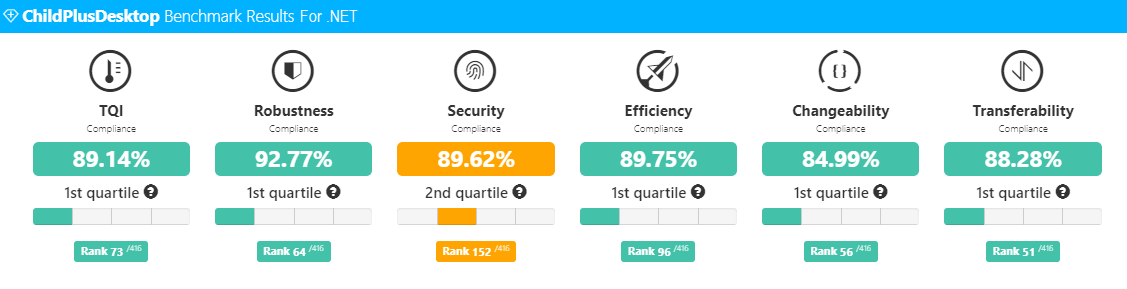 ChildPlusDesktop Benchmark Results For .NET
TQI Robustness Security Efficiency Changeability Transferability
Compliance Compliance Compliance Compliance Compliance Compliance
89.14% 92.77% 89.62% 89.75% 84.99% 88.28%
1st quartile ? 1st quartile ? 2nd quartile ? 1st quartile ? 1st quartile ? 1st quartile ?
Rank 73 /416 Rank 64 /416 Rank 152 /416 Rank 96 /416 Rank 56 /416 Rank 51 /416